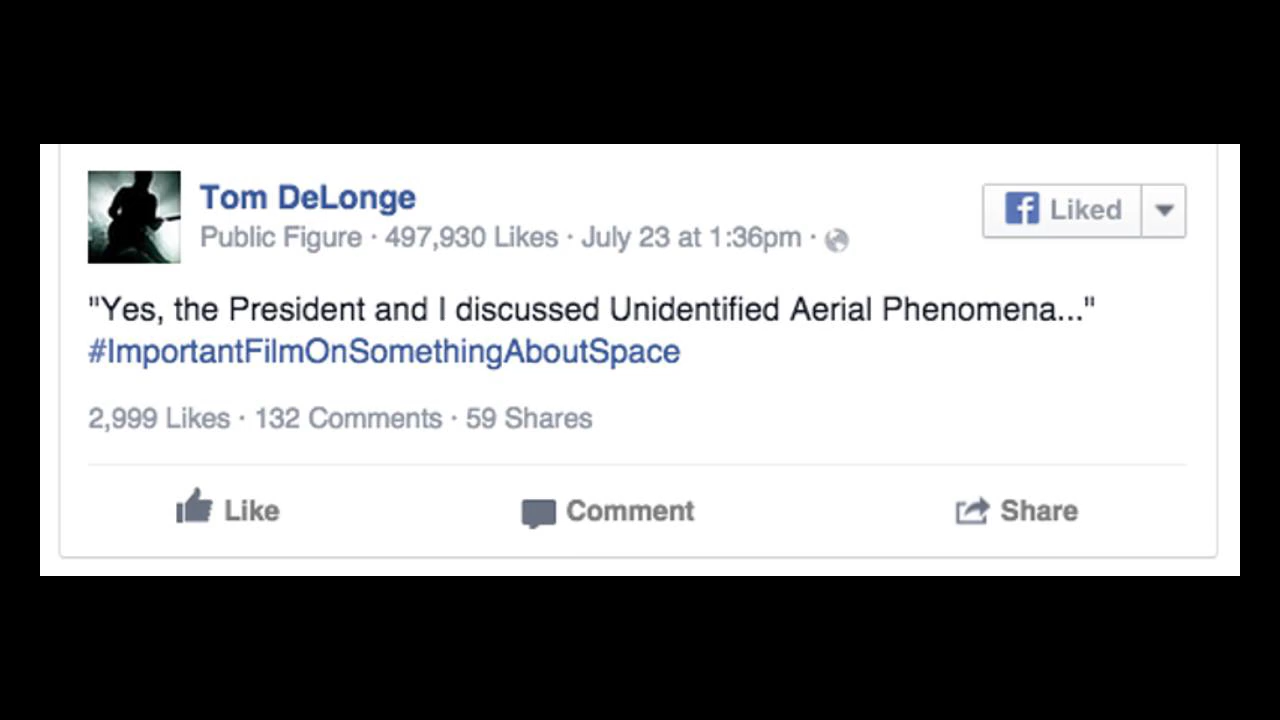 Tom DeLonge
Public Figure · 497,930 Likes · July 23 at 1:36pm ·
Liked
"Yes, the President and I discussed Unidentified Aerial Phenomena..."
#ImportantFilmOnSomethingAboutSpace
2,999 Likes · 132 Comments · 59 Shares
Like Comment Share